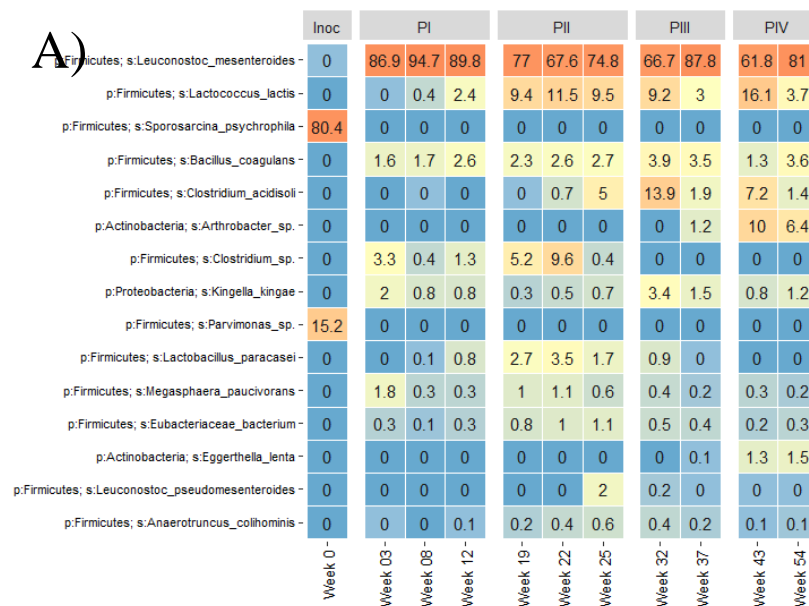 Inoc PI PII PIII PIV
A)
p:Firmicutes; s:Leuconostoc_mesenteroides - 0 86.9 94.7 89.8 77 67.6 74.8 66.7 87.8 61.8 81
p:Firmicutes; s:Lactococcus_lactis - 0 0 0.4 2.4 9.4 11.5 9.5 9.2 3 16.1 3.7
p:Firmicutes; s:Sporosarcina_psychrophila - 80.4 0 0 0 0 0 0 0 0 0 0
p:Firmicutes; s:Bacillus_coagulans - 0 1.6 1.7 2.6 2.3 2.6 2.7 3.9 3.5 1.3 3.6
p:Firmicutes; s:Clostridium_acidisoli - 0 0 0 0 0 0.7 5 13.9 1.9 7.2 1.4
p:Actinobacteria; s:Arthrobacter_sp. - 0 0 0 0 0 0 0 0 1.2 10 6.4
p:Firmicutes; s:Clostridium_sp. - 0 3.3 0.4 1.3 5.2 9.6 0.4 0 0 0 0
p:Proteobacteria; s:Kingella_kingae - 0 2 0.8 0.8 0.3 0.5 0.7 3.4 1.5 0.8 1.2
p:Firmicutes; s:Parvimonas_sp. - 15.2 0 0 0 0 0 0 0 0 0 0
p:Firmicutes; s:Lactobacillus_paracasei - 0 0 0.1 0.8 2.7 3.5 1.7 0.9 0 0 0
p:Firmicutes; s:Megasphaera_paucivorans - 0 1.8 0.3 0.3 1 1.1 0.6 0.4 0.2 0.3 0.2
p:Firmicutes; s:Eubacteriaceae_bacterium - 0 0.3 0.1 0.3 0.8 1 1.1 0.5 0.4 0.2 0.3
p:Actinobacteria; s:Eggerthella_lenta - 0 0 0 0 0 0 0 0 0.1 1.3 1.5
p:Firmicutes; s:Leuconostoc_pseudomesenteroides - 0 0 0 0 0 0 2 0.2 0 0 0
p:Firmicutes; s:Anaerotruncus_colihominis - 0 0 0 0.1 0.2 0.4 0.6 0.4 0.2 0.1 0.1
Week 0 - Week 03 - Week 08 - Week 12 - Week 19 - Week 22 - Week 25 - Week 32 - Week 37 - Week 43 - Week 54 -